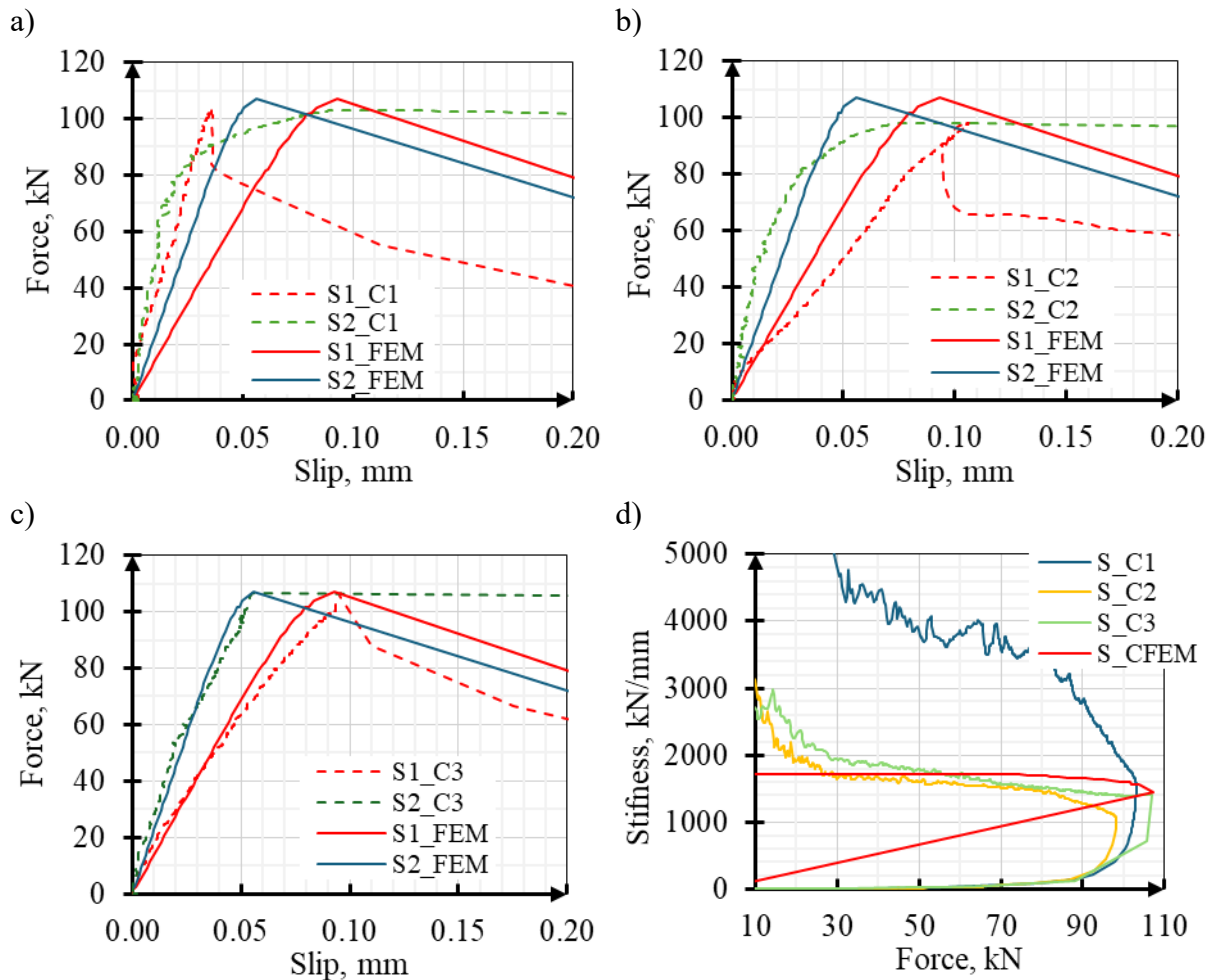 a)
120
100
80
60
40
20
0
Force, kN
S1_C1
S2_C1
S1_FEM
S2_FEM
0.00 0.05 0.10 0.15 0.20
Slip, mm
b)
120
100
80
60
40
20
0
Force, kN
S1_C2
S2_C2
S1_FEM
S2_FEM
0.00 0.05 0.10 0.15 0.20
Slip, mm
c)
120
100
80
60
40
20
0
Force, kN
S1_C3
S2_C3
S1_FEM
S2_FEM
0.00 0.05 0.10 0.15 0.20
Slip, mm
d)
5000
4000
3000
2000
1000
0
Stifness, kN/mm
S_C1
S_C2
S_C3
S_CFEM
10 30 50 70 90 110
Force, kN